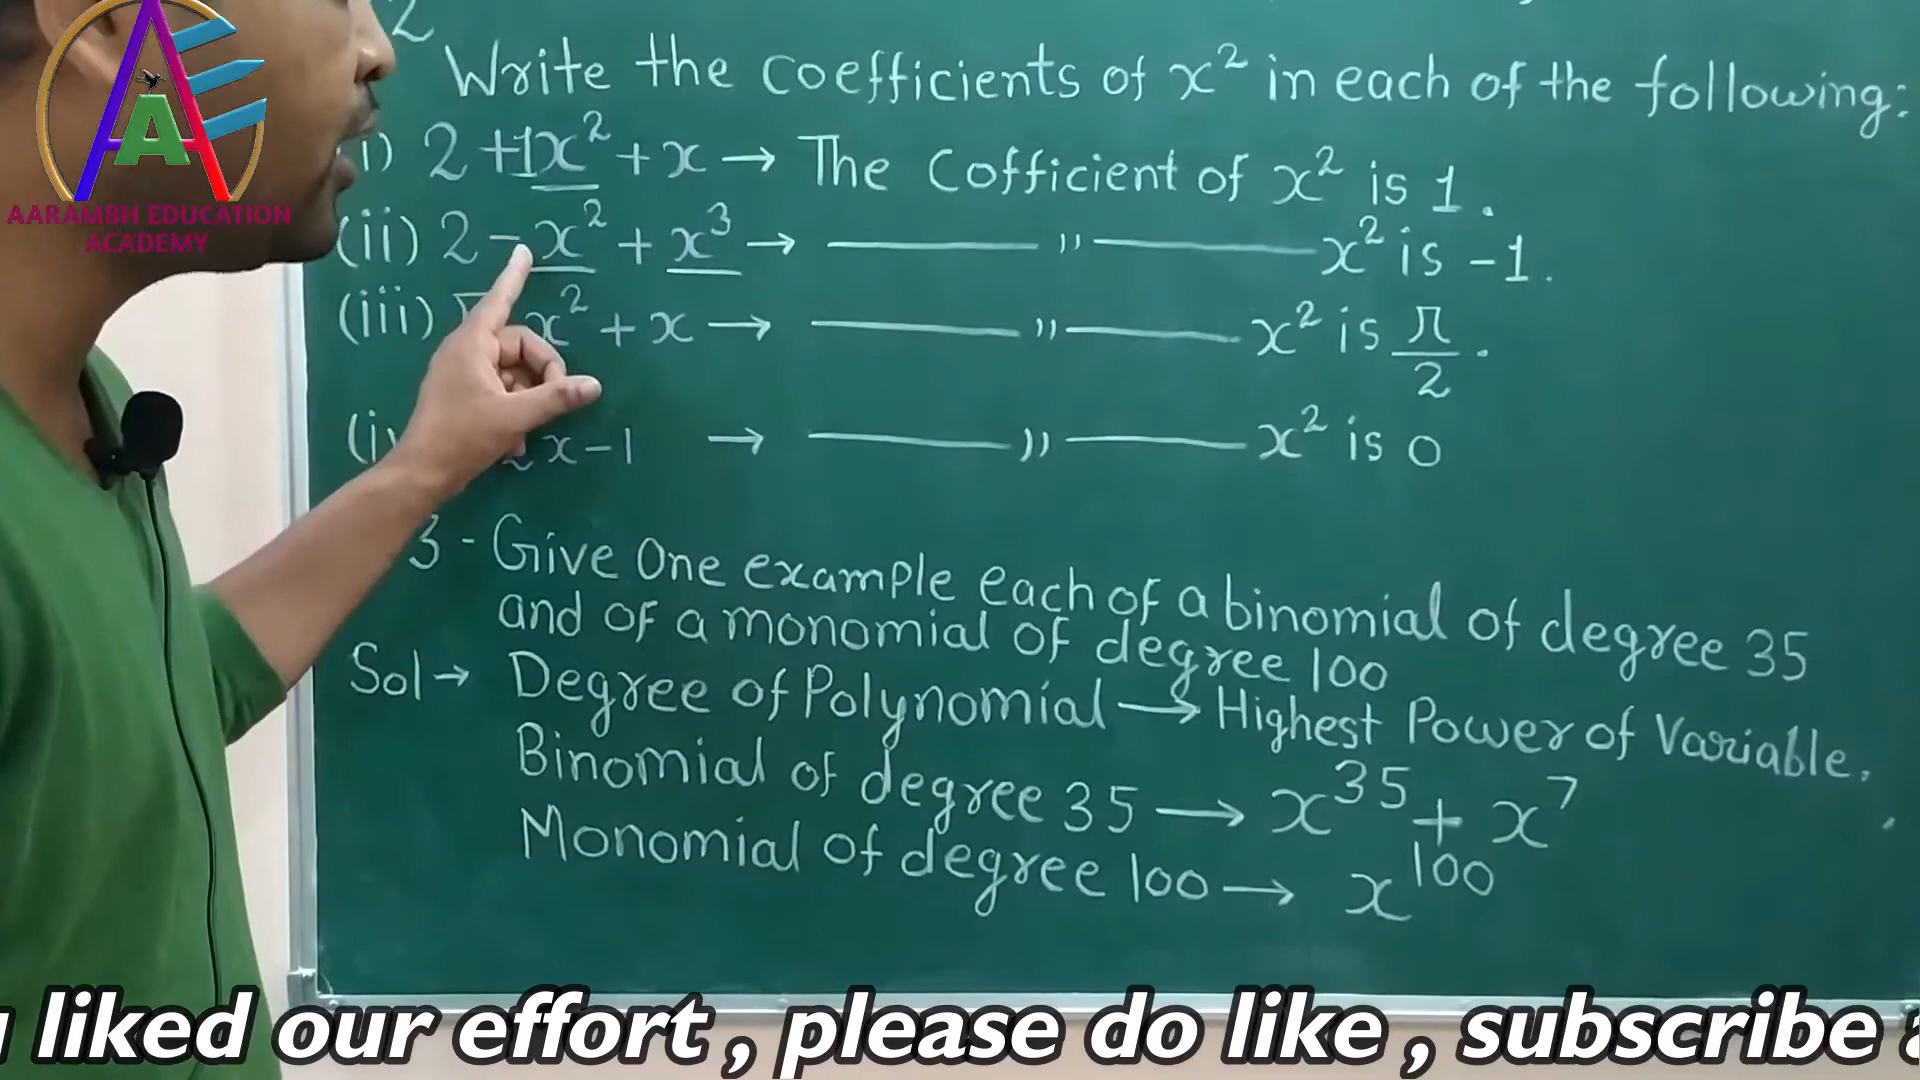 2
Write the coefficients of x² in each of the following:
i) 2 + 1x² + x → The Cofficient of x² is 1.
(ii) 2 - x² + x³ → ——— " ——— x² is -1.
(iii) x² + x → ——— " ——— x² is π/2.
(iv x - 1 → ——— " ——— x² is 0
3 - Give One example each of a binomial of degree 35
and of a monomial of degree 100
Sol → Degree of Polynomial → Highest Power of Variable.
Binomial of degree 35 → x³⁵ + x⁷
Monomial of degree 100 → x¹⁰⁰
AARAMBH EDUCATION
ACADEMY
liked our effort , please do like , subscribe